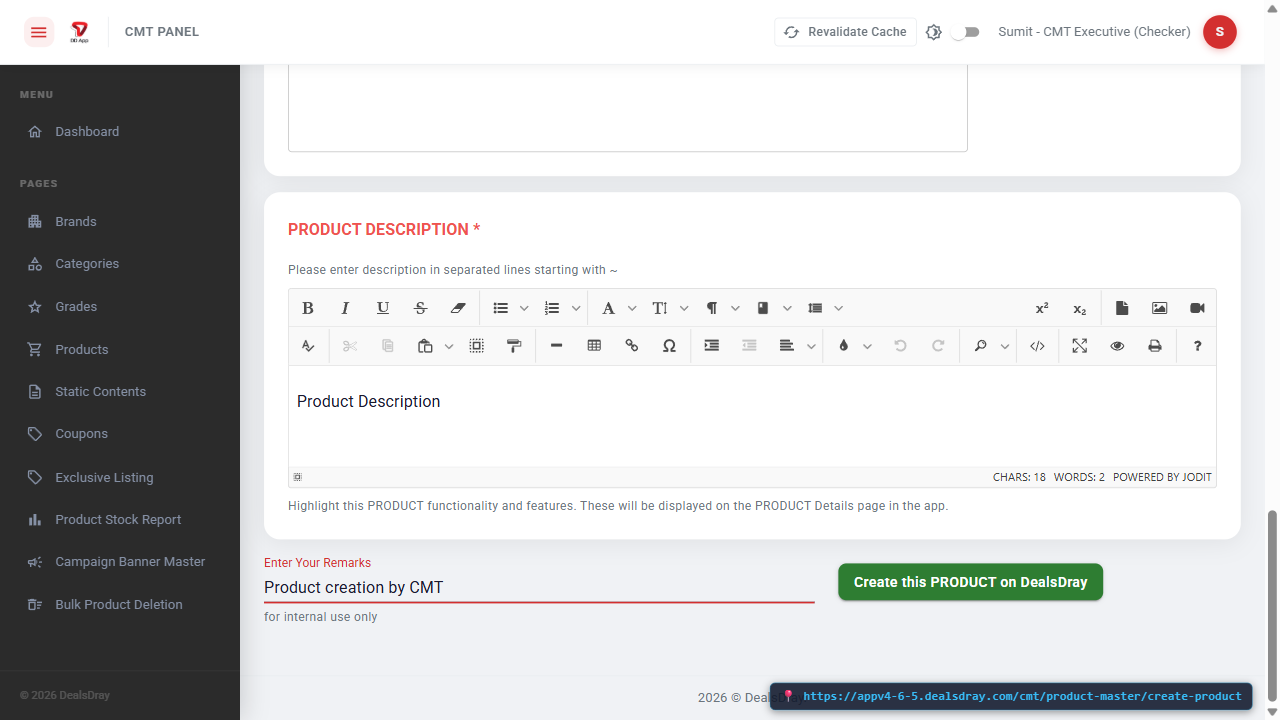 DD App
CMT PANEL
Revalidate Cache
Sumit - CMT Executive (Checker)
S
MENU
Dashboard
PAGES
Brands
Categories
Grades
Products
Static Contents
Coupons
Exclusive Listing
Product Stock Report
Campaign Banner Master
Bulk Product Deletion
© 2026 DealsDray
PRODUCT DESCRIPTION *
Please enter description in separated lines starting with ~
Product Description
CHARS: 18 WORDS: 2 POWERED BY JODIT
Highlight this PRODUCT functionality and features. These will be displayed on the PRODUCT Details page in the app.
Enter Your Remarks
Product creation by CMT
for internal use only
Create this PRODUCT on DealsDray
2026 © Deals
https://appv4-6-5.dealsdray.com/cmt/product-master/create-product